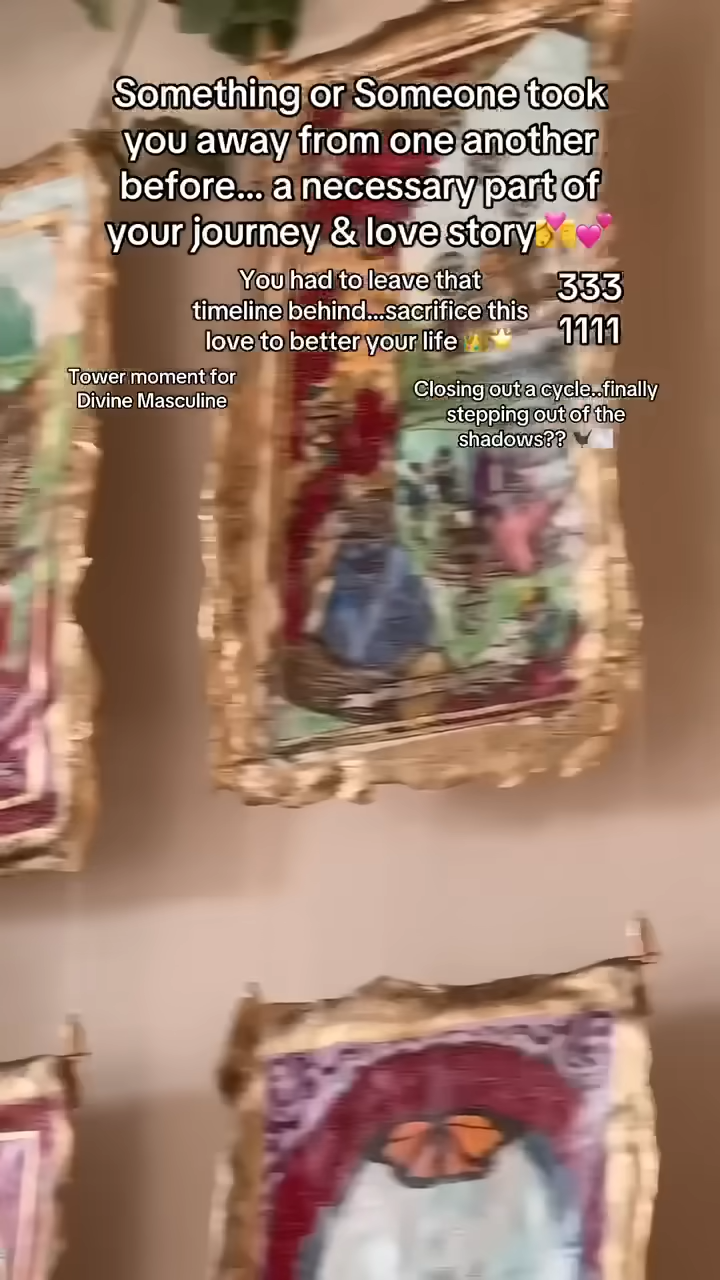 Something or Someone took
you away from one another
before... a necessary part of
your journey & love story
You had to leave that
timeline behind...sacrifice this
love to better your life
333
1111
Tower moment for
Divine Masculine
Closing out a cycle..finally
stepping out of the
shadows??